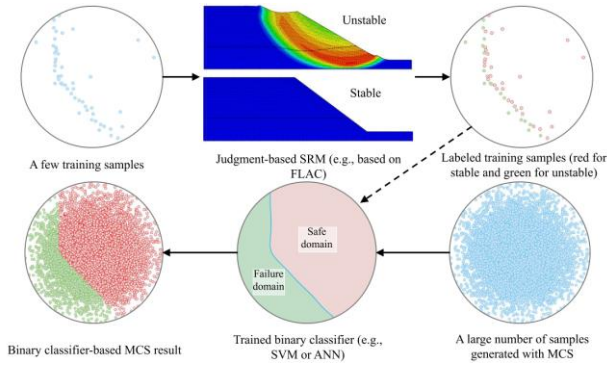 Unstable
Stable
A few training samples
Judgment-based SRM (e.g., based on
FLAC)
Labeled training samples (red for
stable and green for unstable)
Safe
domain
Failure
domain
Binary classifier-based MCS result
Trained binary classifier (e.g.,
SVM or ANN)
A large number of samples
generated with MCS